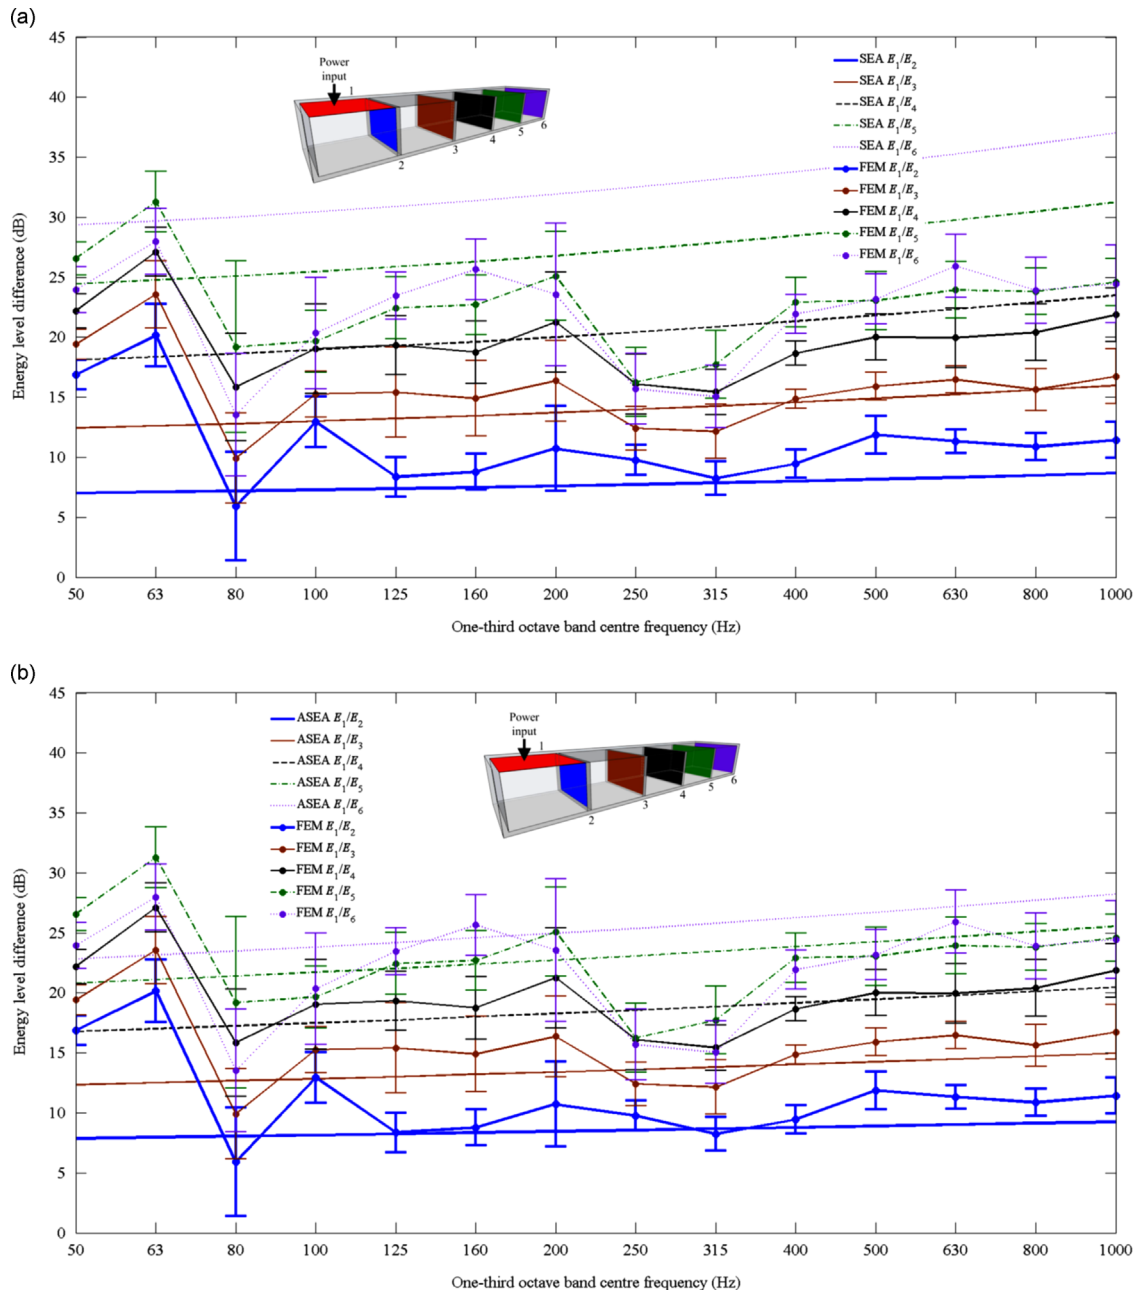 (a)
45
40
35
30
25
20
15
10
5
0
Energy level difference (dB)
Power
input
1
2
3
4
5
6
SEA E1/E2
SEA E1/E3
SEA E1/E4
SEA E1/E5
SEA E1/E6
FEM E1/E2
FEM E1/E3
FEM E1/E4
FEM E1/E5
FEM E1/E6
50 63 80 100 125 160 200 250 315 400 500 630 800 1000
One-third octave band centre frequency (Hz)
(b)
45
40
35
30
25
20
15
10
5
0
Energy level difference (dB)
ASEA E1/E2
ASEA E1/E3
ASEA E1/E4
ASEA E1/E5
ASEA E1/E6
FEM E1/E2
FEM E1/E3
FEM E1/E4
FEM E1/E5
FEM E1/E6
Power
input
1
2
3
4
5
6
50 63 80 100 125 160 200 250 315 400 500 630 800 1000
One-third octave band centre frequency (Hz)